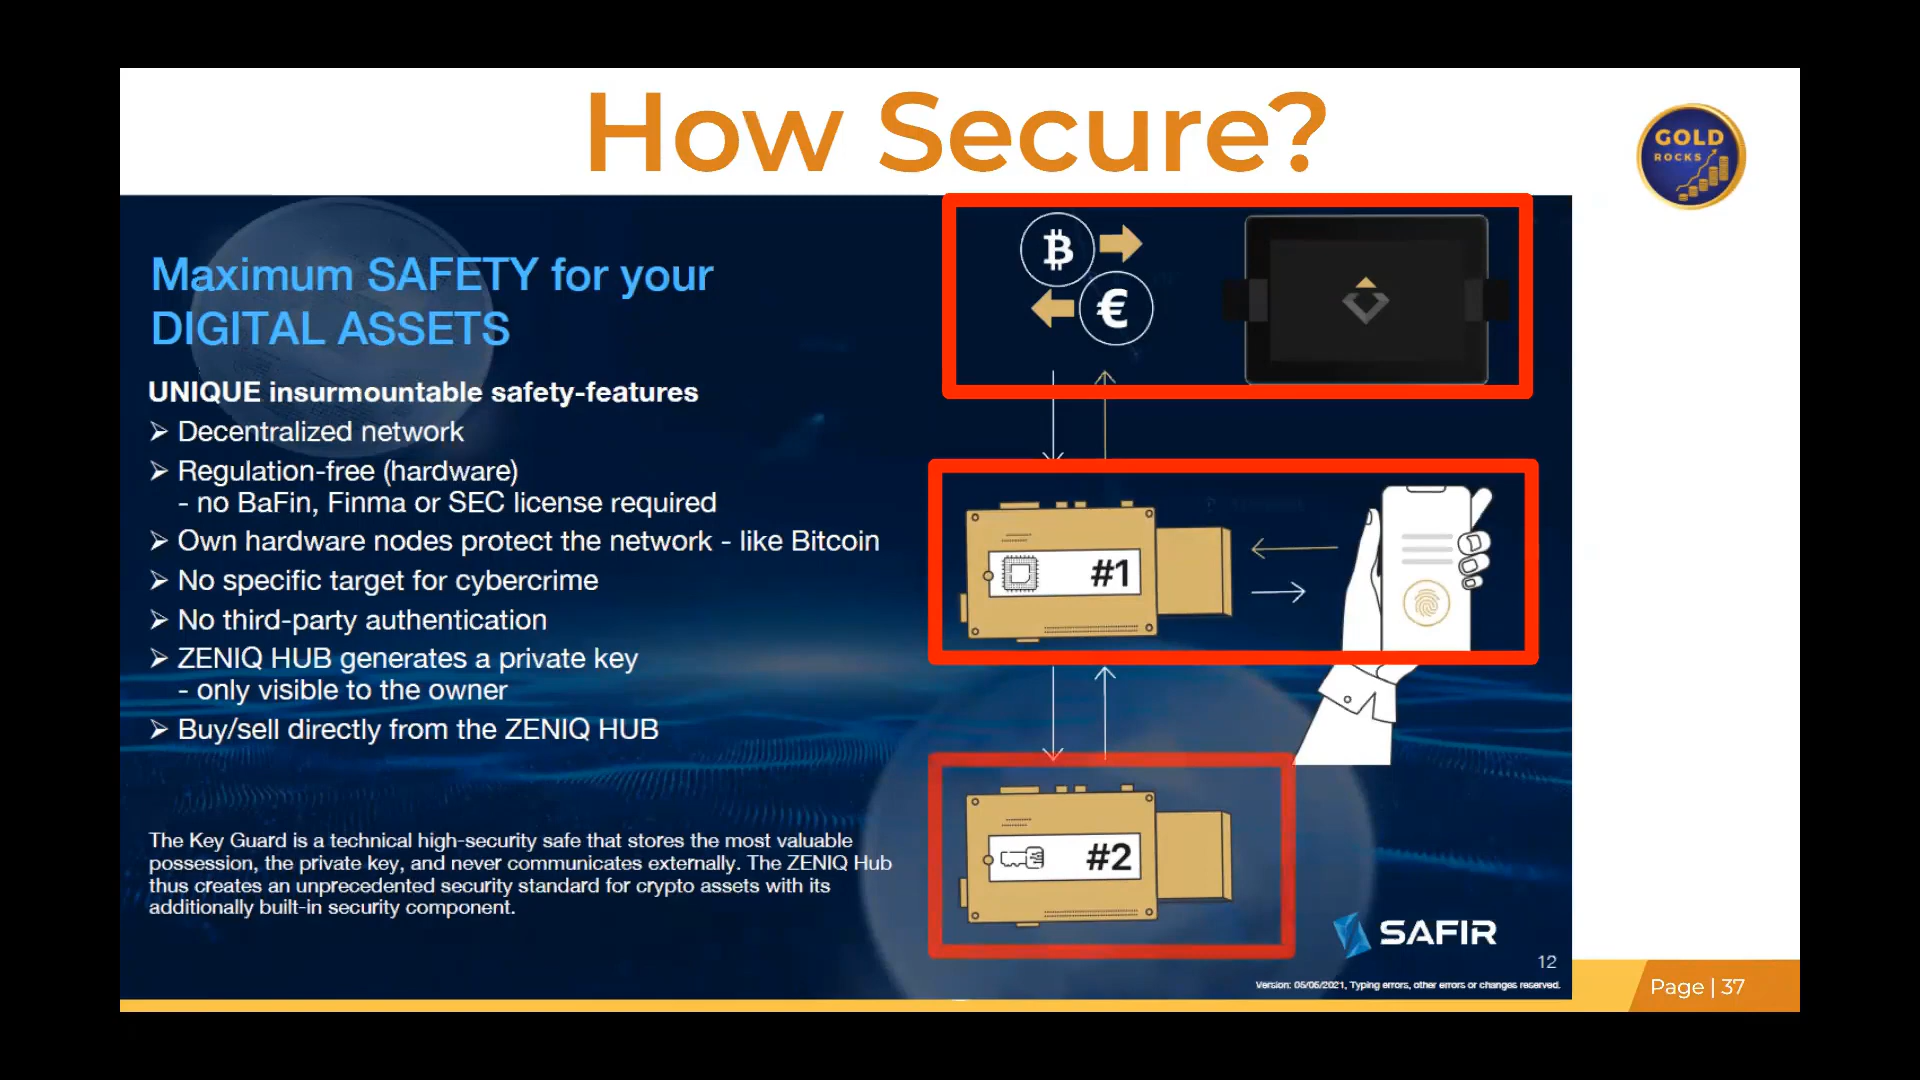 How Secure?
GOLD
ROCKS
Maximum SAFETY for your
DIGITAL ASSETS
UNIQUE insurmountable safety-features
➢ Decentralized network
➢ Regulation-free (hardware)
- no BaFin, Finma or SEC license required
➢ Own hardware nodes protect the network - like Bitcoin
➢ No specific target for cybercrime
➢ No third-party authentication
➢ ZENIQ HUB generates a private key
- only visible to the owner
➢ Buy/sell directly from the ZENIQ HUB
The Key Guard is a technical high-security safe that stores the most valuable
possession, the private key, and never communicates externally. The ZENIQ Hub
thus creates an unprecedented security standard for crypto assets with its
additionally built-in security component.
₿
€
#1
#2
SAFIR
12
Version: 05/05/2021, Typing errors, other errors or changes reserved.
Page | 37